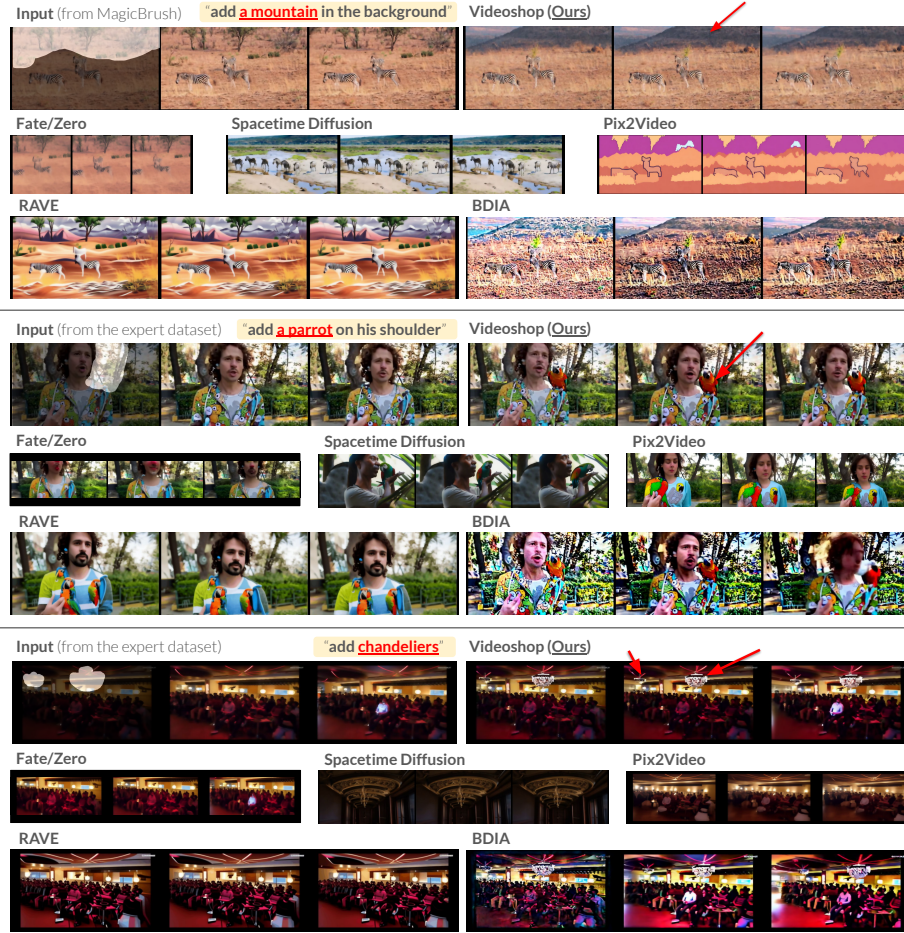 Input (from MagicBrush) "add a mountain in the background" Videoshop (Ours)
Fate/Zero Spacetime Diffusion Pix2Video
RAVE BDIA
Input (from the expert dataset) "add a parrot on his shoulder" Videoshop (Ours)
Fate/Zero Spacetime Diffusion Pix2Video
RAVE BDIA
Input (from the expert dataset) "add chandeliers" Videoshop (Ours)
Fate/Zero Spacetime Diffusion Pix2Video
RAVE BDIA